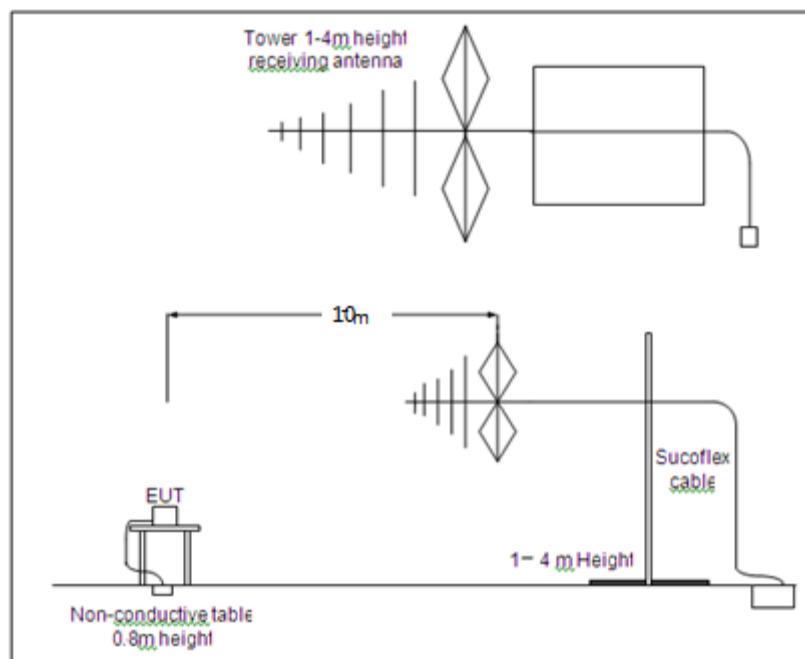 Tower 1-4m height
receiving antenna
10m
EUT
Sucoflex
cable
1– 4 m Height
Non-conductive table
0.8m height